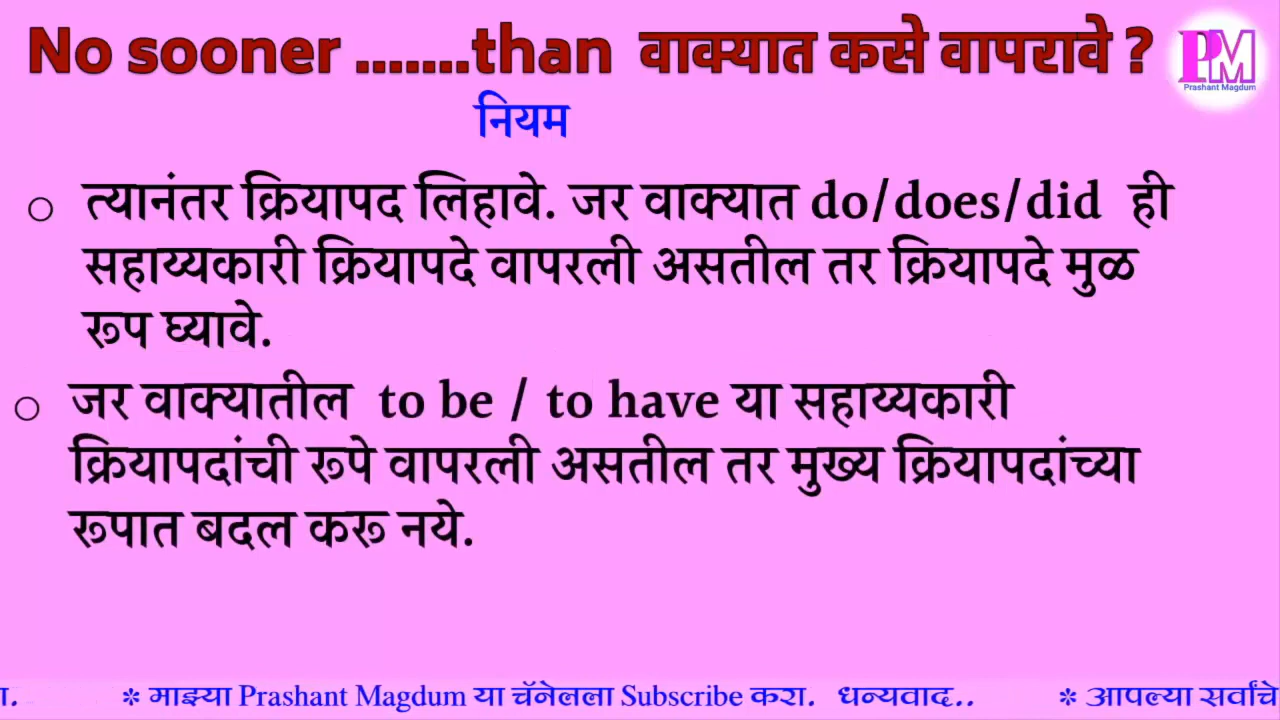 No sooner .......than वाक्यात कसे वापरावे ?
PM
Prashant Magdum
नियम
त्यानंतर क्रियापद लिहावे. जर वाक्यात do/does/did ही
सहाय्यकारी क्रियापदे वापरली असतील तर क्रियापदे मुळ
रूप घ्यावे.
जर वाक्यातील to be / to have या सहाय्यकारी
क्रियापदांची रूपे वापरली असतील तर मुख्य क्रियापदांच्या
रूपात बदल करू नये.
ा. * माझ्या Prashant Magdum या चॅनेलला Subscribe करा. धन्यवाद.. * आपल्या सर्वांचे